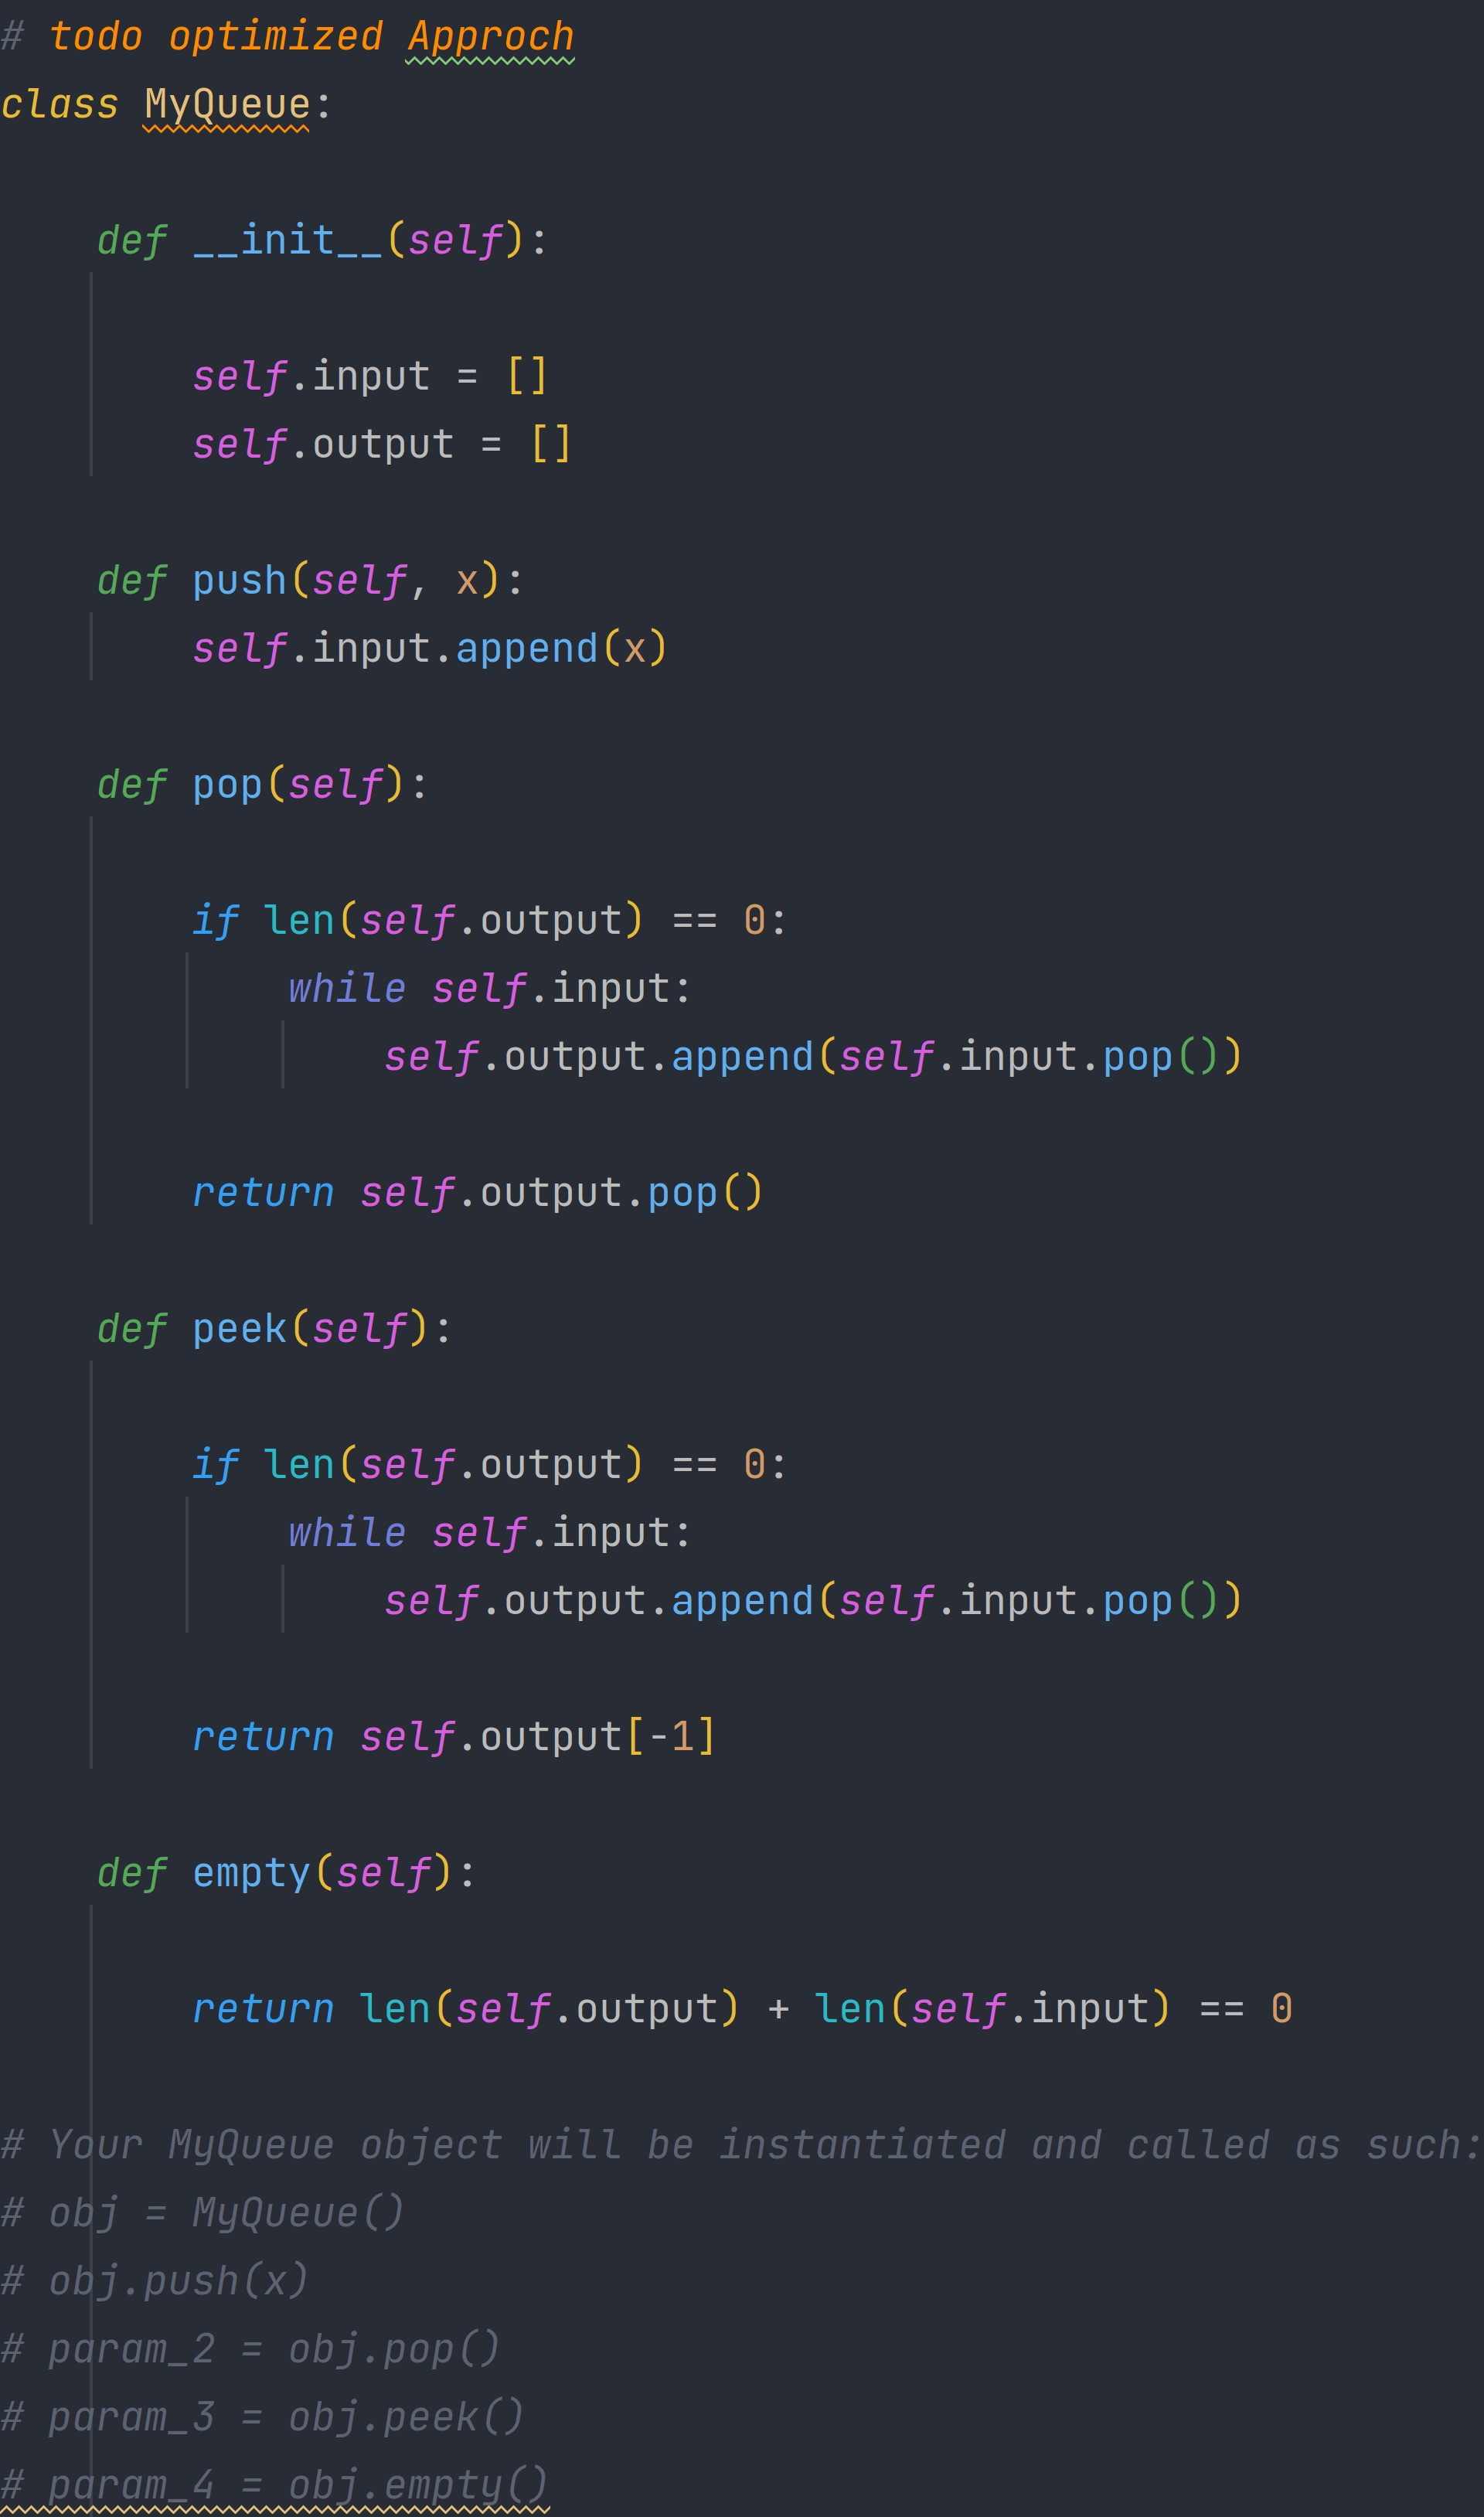 # todo optimized Approch
class MyQueue:
    def __init__(self):
        self.input = []
        self.output = []
    def push(self, x):
        self.input.append(x)
    def pop(self):
        if len(self.output) == 0:
            while self.input:
                self.output.append(self.input.pop())
        return self.output.pop()
    def peek(self):
        if len(self.output) == 0:
            while self.input:
                self.output.append(self.input.pop())
        return self.output[-1]
    def empty(self):
        return len(self.output) + len(self.input) == 0
# Your MyQueue object will be instantiated and called as such:
# obj = MyQueue()
# obj.push(x)
# param_2 = obj.pop()
# param_3 = obj.peek()
# param_4 = obj.empty()